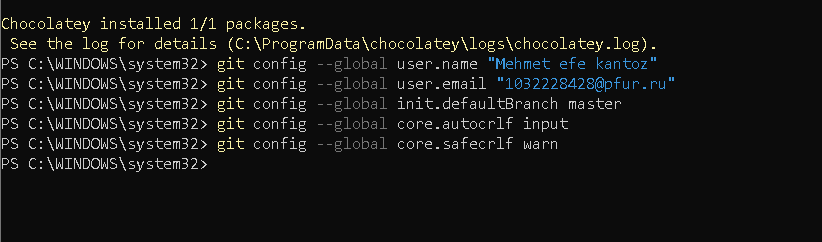 Chocolatey installed 1/1 packages.
See the log for details (C:\ProgramData\chocolatey\logs\chocolatey.log).
PS C:\WINDOWS\system32> git config --global user.name "Mehmet efe kantoz"
PS C:\WINDOWS\system32> git config --global user.email "1032228428@pfur.ru"
PS C:\WINDOWS\system32> git config --global init.defaultBranch master
PS C:\WINDOWS\system32> git config --global core.autocrlf input
PS C:\WINDOWS\system32> git config --global core.safecrlf warn
PS C:\WINDOWS\system32>